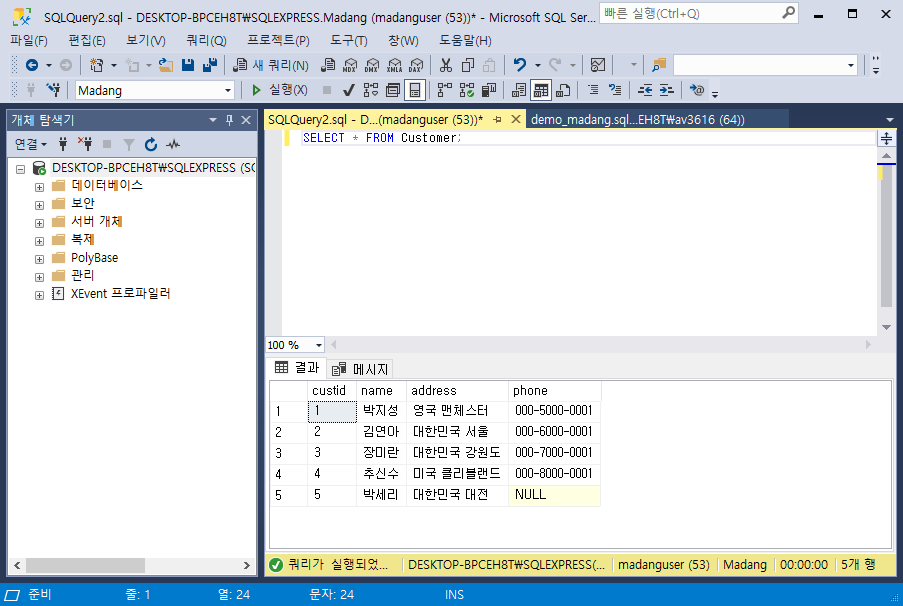 SQLQuery2.sql - DESKTOP-BPCEH8T\SQLEXPRESS.Madang (madanguser (53))* - Microsoft SQL Ser...
빠른 실행(Ctrl+Q)
파일(F) 편집(E) 보기(V) 쿼리(Q) 프로젝트(P) 도구(T) 창(W) 도움말(H)
새 쿼리(N) MDX DMX XMLA DAX
Madang 실행(X)
개체 탐색기
연결
DESKTOP-BPCEH8T₩SQLEXPRESS (SQ
데이터베이스
보안
서버 개체
복제
PolyBase
관리
XEvent 프로파일러
SQLQuery2.sql - D...(madanguser (53))* demo_madang.sql...EH8T₩av3616 (64))
SELECT * FROM Customer;
100 %
결과 메시지
custid name address phone
1 1 박지성 영국 맨체스터 000-5000-0001
2 2 김연아 대한민국 서울 000-6000-0001
3 3 장미란 대한민국 강원도 000-7000-0001
4 4 추신수 미국 클리블랜드 000-8000-0001
5 5 박세리 대한민국 대전 NULL
쿼리가 실행되었... DESKTOP-BPCEH8T₩SQLEXPRESS(... madanguser (53) Madang 00:00:00 5개 행
준비 줄: 1 열: 24 문자: 24 INS